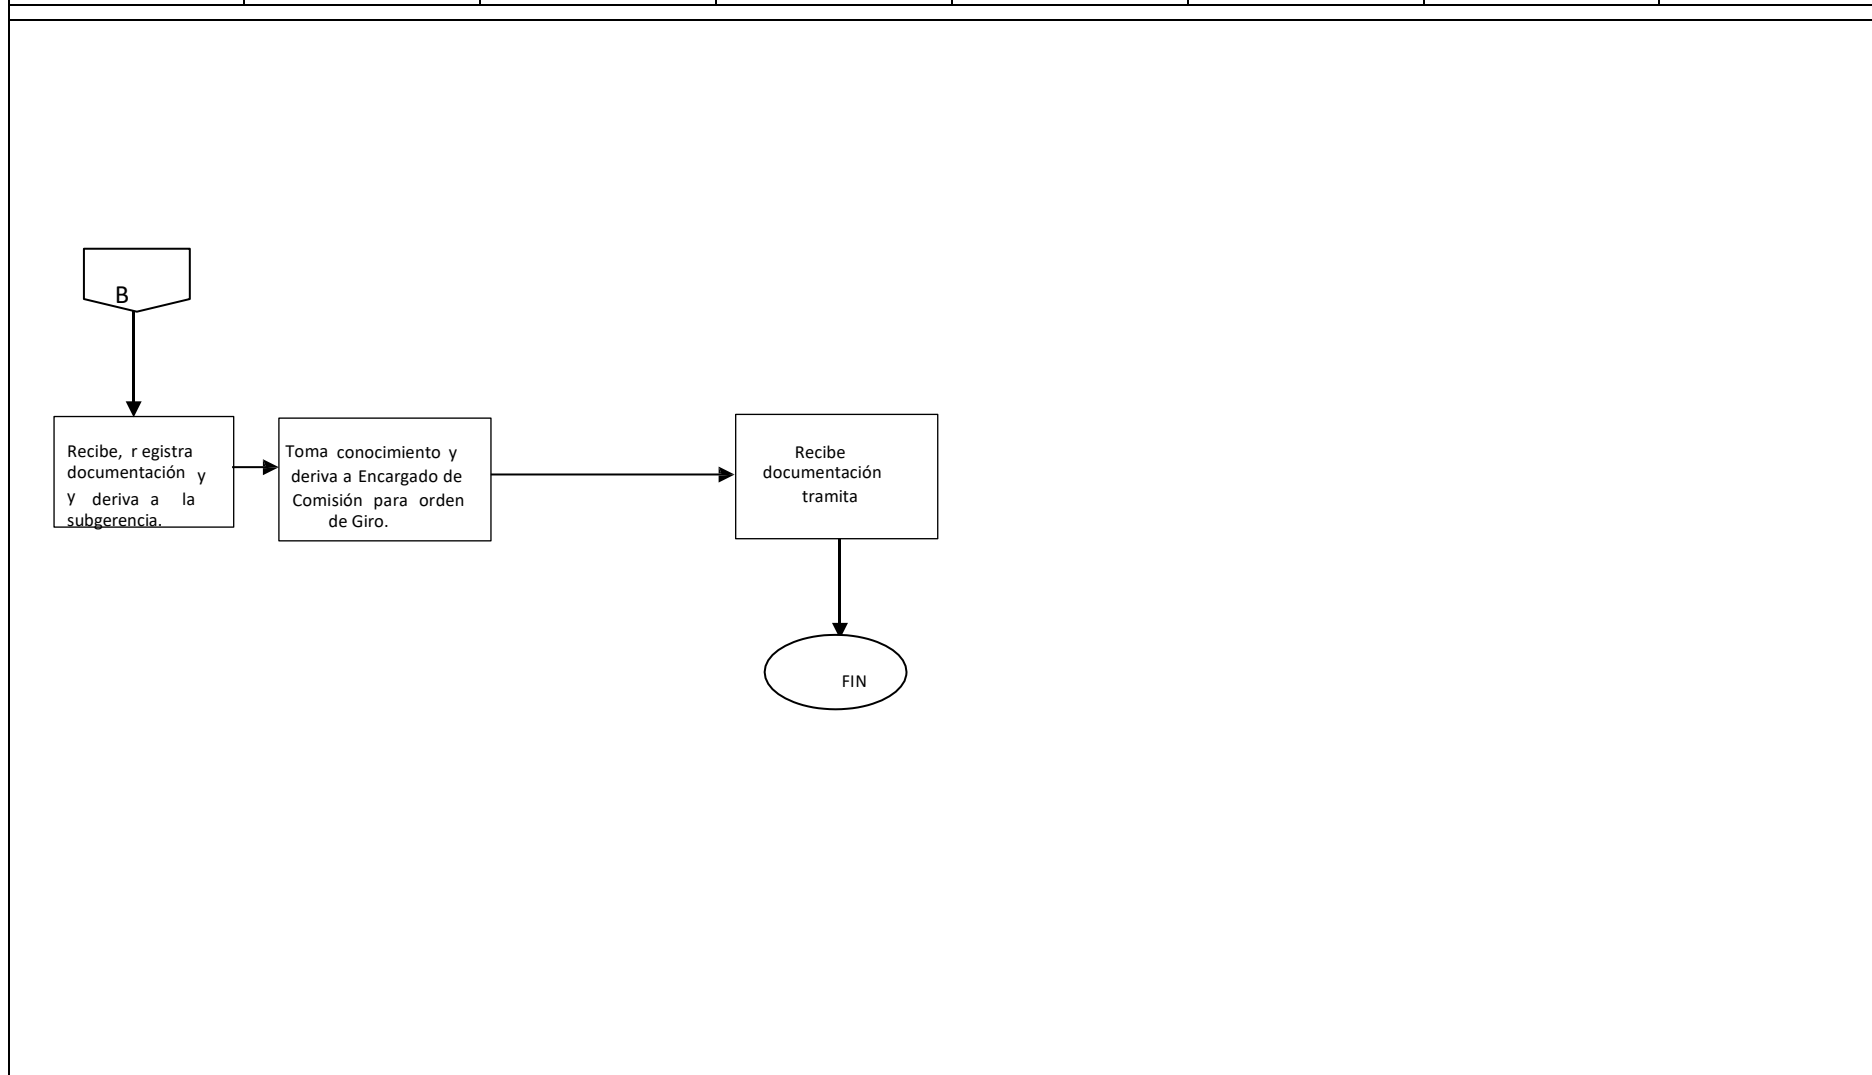 B
Recibe, r egistra
documentación y
y deriva a la
subgerencia.
Toma conocimiento y
deriva a Encargado de
Comisión para orden
de Giro.
Recibe
documentación
tramita
FIN